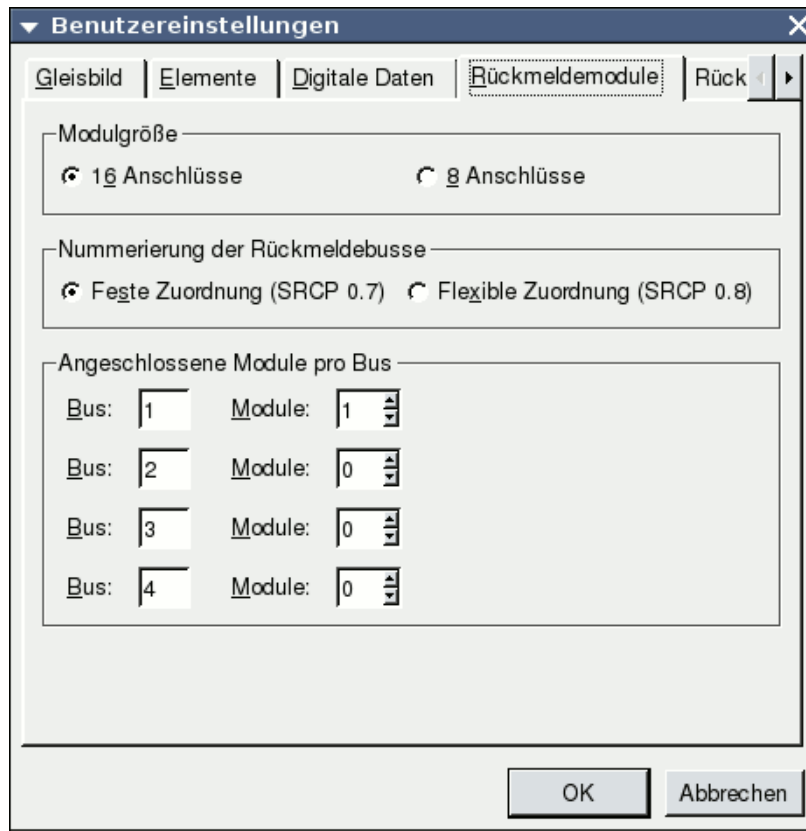 Benutzereinstellungen
Gleisbild Elemente Digitale Daten Rückmeldemodule Rück
Modulgröße
16 Anschlüsse 8 Anschlüsse
Nummerierung der Rückmeldebusse
Feste Zuordnung (SRCP 0.7) Flexible Zuordnung (SRCP 0.8)
Angeschlossene Module pro Bus
Bus: 1 Module: 1
Bus: 2 Module: 0
Bus: 3 Module: 0
Bus: 4 Module: 0
OK Abbrechen